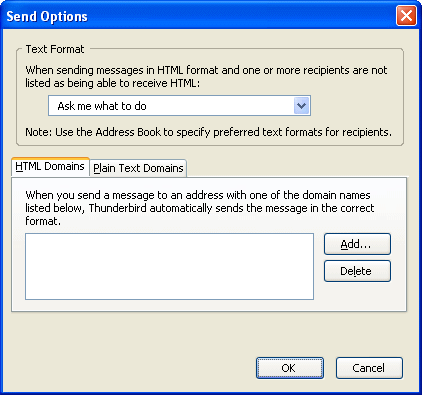 Send Options
Text Format
When sending messages in HTML format and one or more recipients are not
listed as being able to receive HTML:
Ask me what to do
Note: Use the Address Book to specify preferred text formats for recipients.
HTML Domains
Plain Text Domains
When you send a message to an address with one of the domain names
listed below, Thunderbird automatically sends the message in the correct
format.
Add...
Delete
OK
Cancel